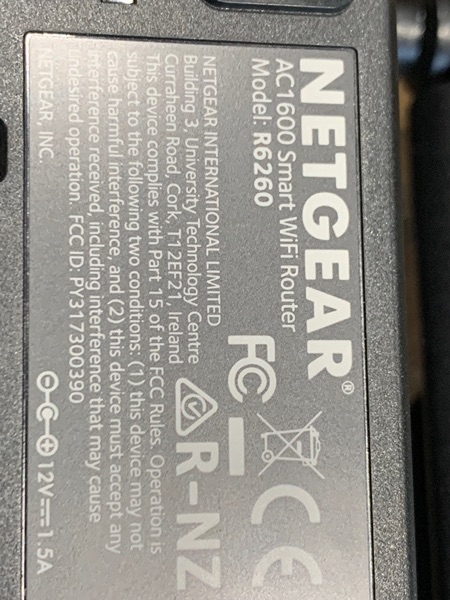 NETGEAR®
AC1600 Smart WiFi Router
Model: R6260
NETGEAR INTERNATIONAL LIMITED
Building 3, University Technology Centre
Curraheen Road, Cork, T12EF21, Ireland
This device complies with Part 15 of the FCC Rules. Operation is
subject to the following two conditions: (1) this device may not
cause harmful interference, and (2) this device must accept any
interference received, including interference that may cause
undesired operation. FCC ID: PY317300390
NETGEAR, INC.
FC
CE
R-NZ
12V⎓1.5A